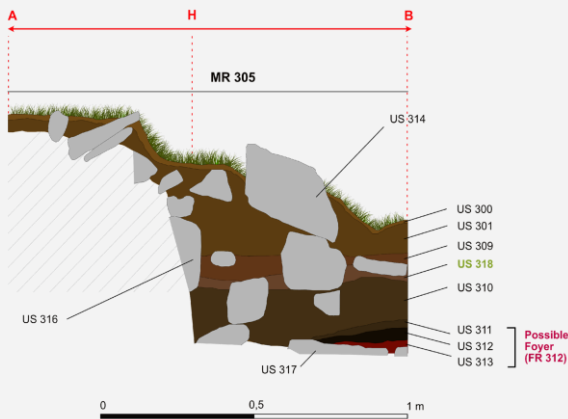 A H B
MR 305
US 314
US 300
US 301
US 309
US 318
US 310
US 316
US 311
US 312
US 313
Possible
Foyer
(FR 312)
US 317
0 0,5 1 m